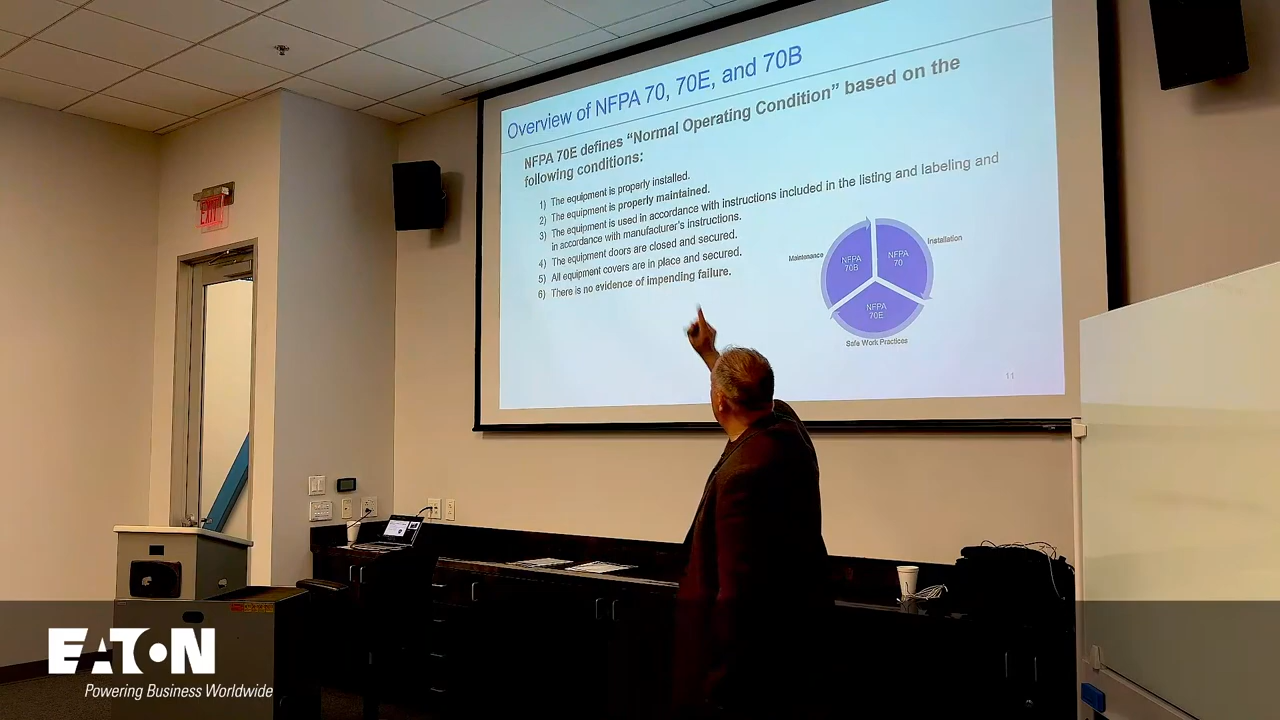 Overview of NFPA 70, 70E, and 70B
NFPA 70E defines “Normal Operating Condition” based on the
following conditions:
1) The equipment is properly installed.
2) The equipment is properly maintained.
3) The equipment is used in accordance with instructions included in the listing and labeling and
in accordance with manufacturer's instructions.
4) The equipment doors are closed and secured.
5) All equipment covers are in place and secured.
6) There is no evidence of impending failure.
Maintenance
NFPA
70B
NFPA
70
Installation
NFPA
70E
Safe Work Practices
11
EXIT
EATON
Powering Business Worldwide